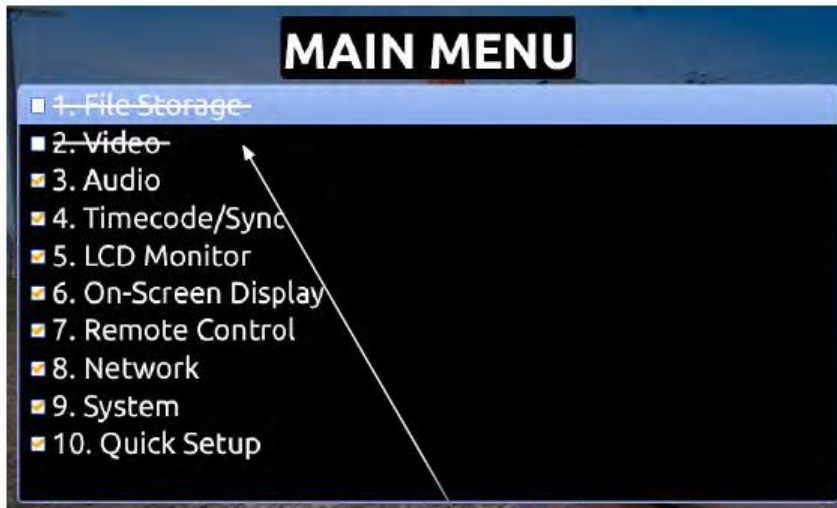 MAIN MENU
1. File Storage
2. Video
3. Audio
4. Timecode/Sync
5. LCD Monitor
6. On-Screen Display
7. Remote Control
8. Network
9. System
10. Quick Setup